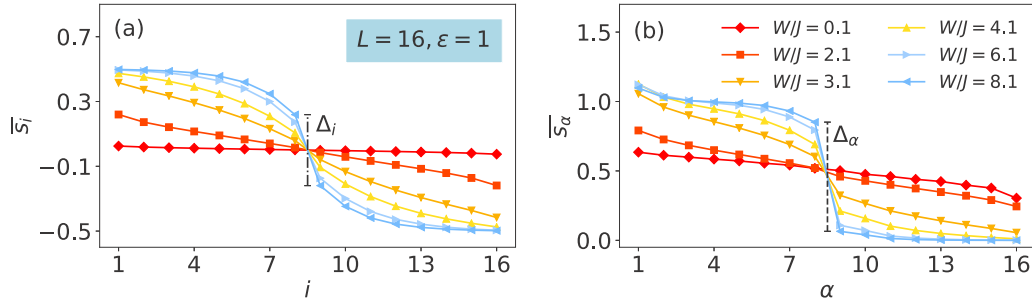 (a)
L = 16, ε = 1
0.7
0.3
−0.1
−0.5
s̅ᵢ
Δᵢ
1 4 7 10 13 16
i
(b)
W/J = 0.1
W/J = 2.1
W/J = 3.1
W/J = 4.1
W/J = 6.1
W/J = 8.1
1.5
1.0
0.5
0.0
s̅_α
Δ_α
1 4 7 10 13 16
α